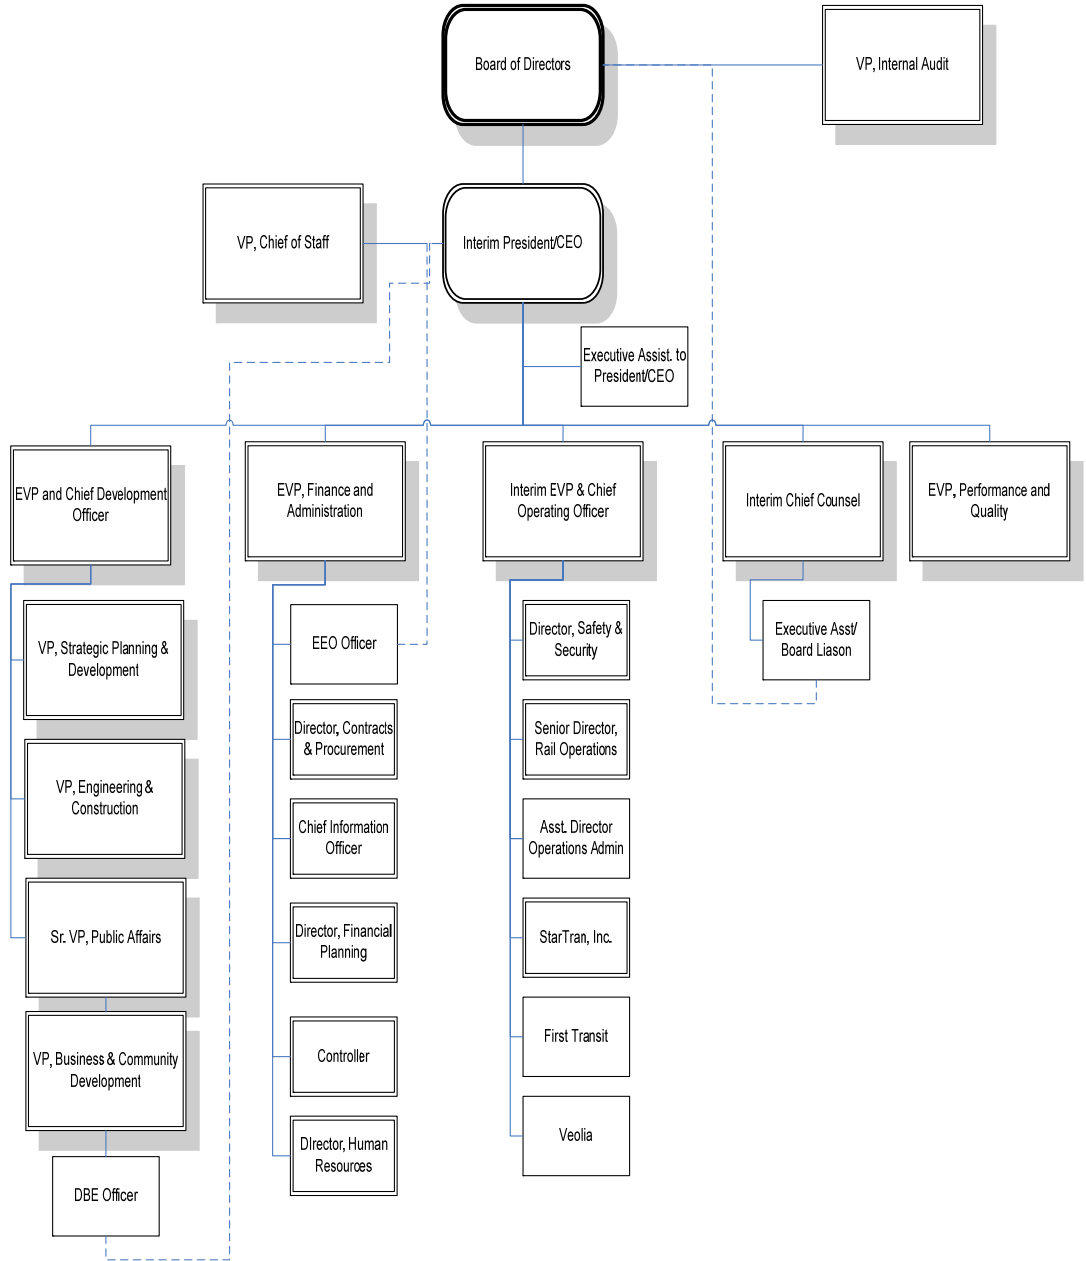 Board of Directors
VP, Internal Audit
VP, Chief of Staff
Interim President/CEO
Executive Assist. to
President/CEO
EVP and Chief Development
Officer
EVP, Finance and
Administration
Interim EVP & Chief
Operating Officer
Interim Chief Counsel
EVP, Performance and
Quality
VP, Strategic Planning &
Development
VP, Engineering &
Construction
Sr. VP, Public Affairs
VP, Business & Community
Development
DBE Officer
EEO Officer
Director, Contracts
& Procurement
Chief Information
Officer
Director, Financial
Planning
Controller
DIrector, Human
Resources
Director, Safety &
Security
Senior Director,
Rail Operations
Asst. Director
Operations Admin
StarTran, Inc.
First Transit
Veolia
Executive Asst/
Board Liason